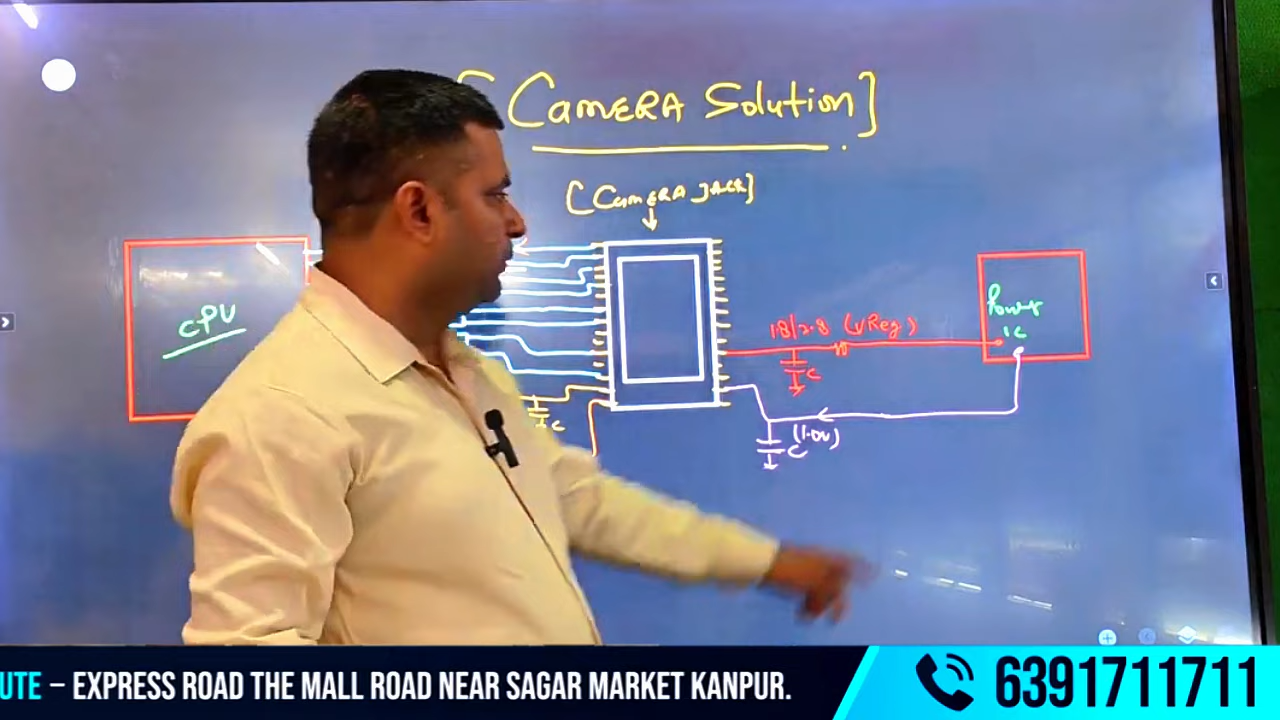 [CAMERA Solution]
[CAMERA JACK]
CPU
1.8/2.8 (VReg)
Power
IC
C
C
(1.0V)
C
UTE – EXPRESS ROAD THE MALL ROAD NEAR SAGAR MARKET KANPUR.
6391711711